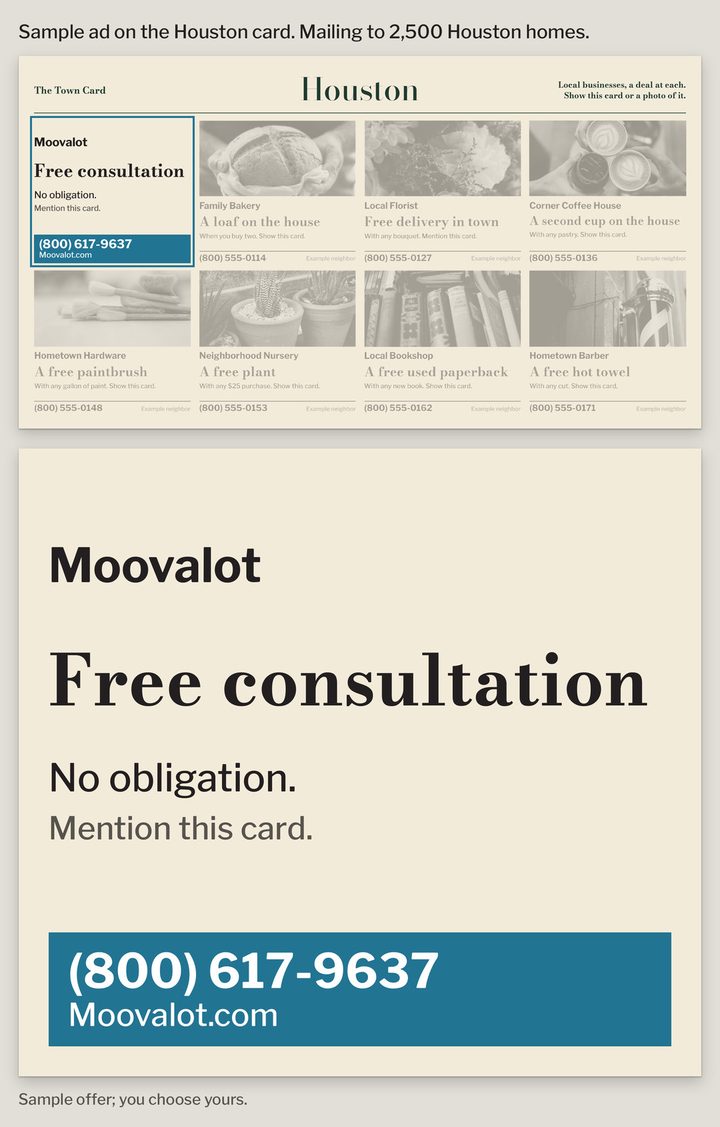 Sample ad on the Houston card. Mailing to 2,500 Houston homes.
The Town Card
Houston
Local businesses, a deal at each.
Show this card or a photo of it.
Moovalot
Free consultation
No obligation.
Mention this card.
(800) 617-9637
Moovalot.com
Family Bakery
A loaf on the house
When you buy two. Show this card.
(800) 555-0114 Example neighbor
Local Florist
Free delivery in town
With any bouquet. Mention this card.
(800) 555-0127 Example neighbor
Corner Coffee House
A second cup on the house
With any pastry. Show this card.
(800) 555-0136 Example neighbor
Hometown Hardware
A free paintbrush
With any gallon of paint. Show this card.
(800) 555-0148 Example neighbor
Neighborhood Nursery
A free plant
With any $25 purchase. Show this card.
(800) 555-0153 Example neighbor
Local Bookshop
A free used paperback
With any new book. Show this card.
(800) 555-0162 Example neighbor
Hometown Barber
A free hot towel
With any cut. Show this card.
(800) 555-0171 Example neighbor
Moovalot
Free consultation
No obligation.
Mention this card.
(800) 617-9637
Moovalot.com
Sample offer; you choose yours.